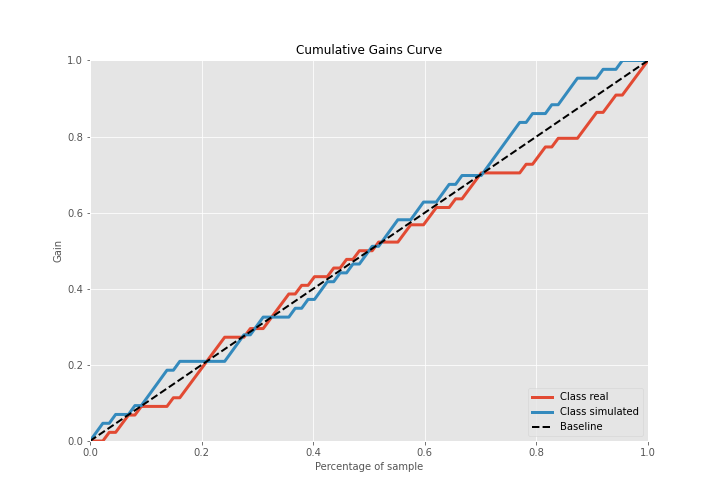 Cumulative Gains Curve
1.0
0.8
0.6
0.4
0.2
0.0
Gain
0.0 0.2 0.4 0.6 0.8 1.0
Percentage of sample
Class real
Class simulated
Baseline